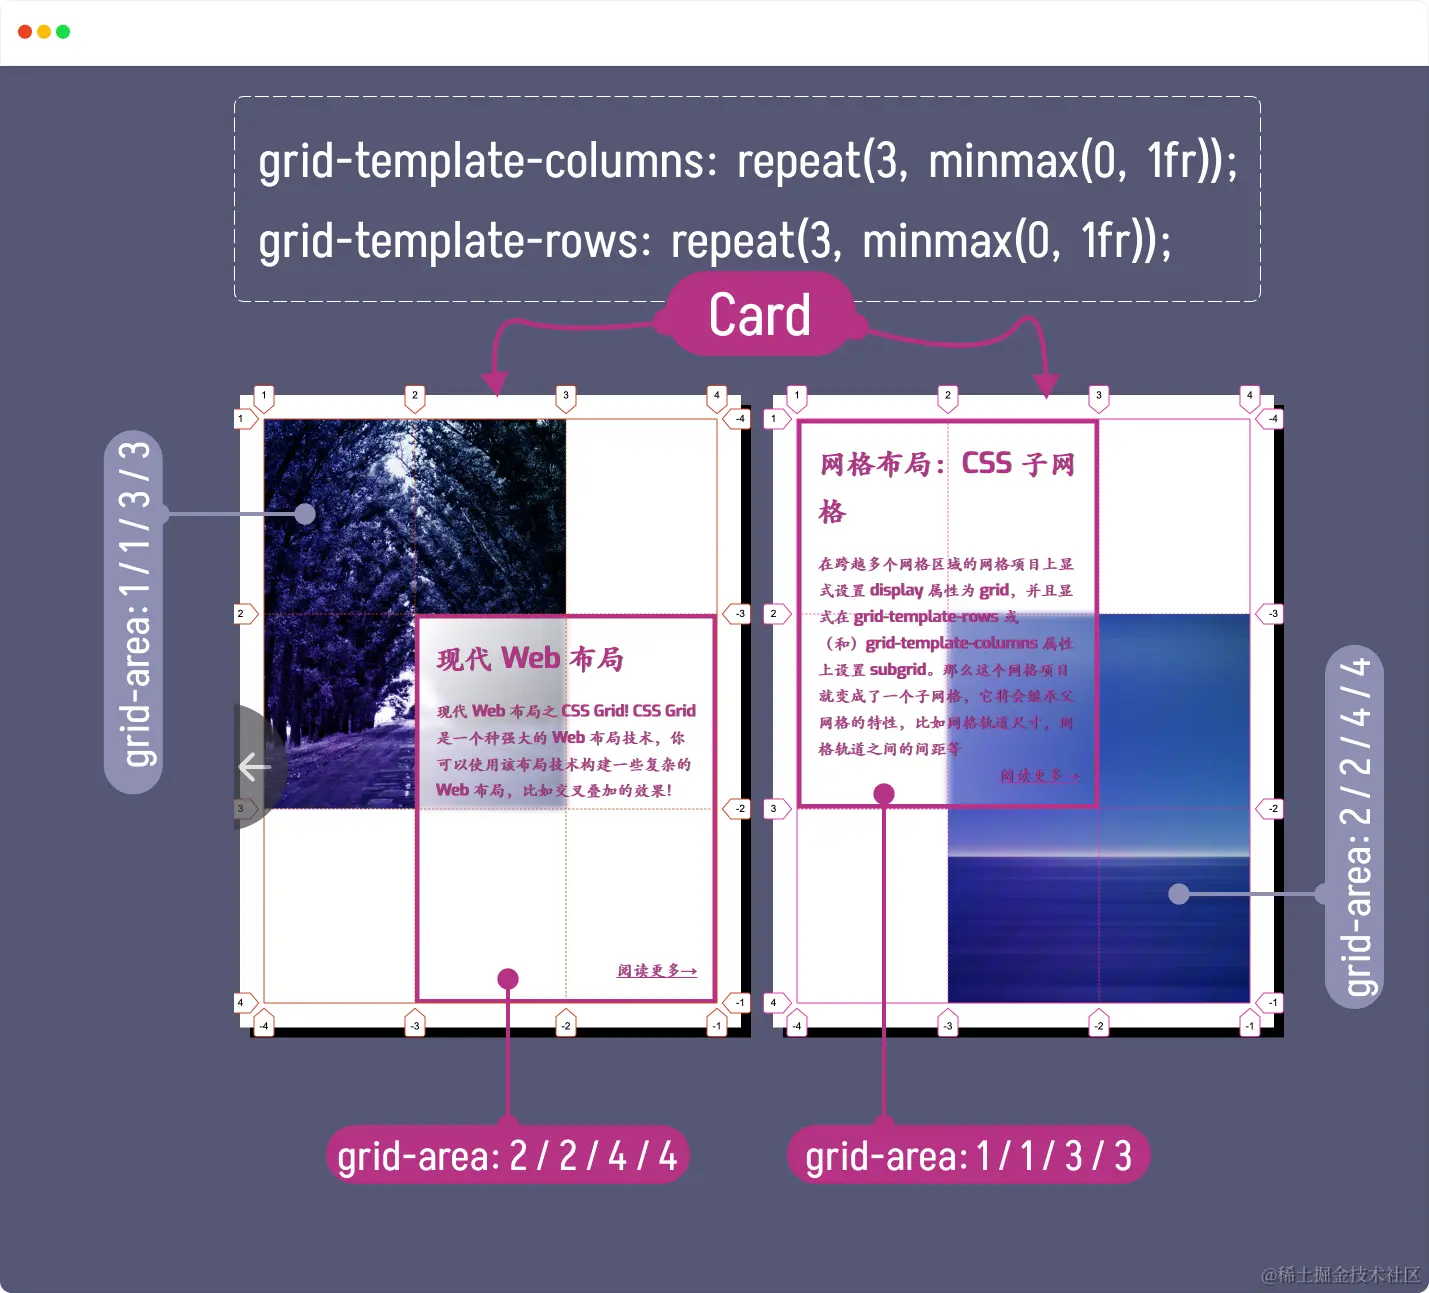 grid-template-columns: repeat(3, minmax(0, 1fr));
grid-template-rows: repeat(3, minmax(0, 1fr));
Card
1 2 3 4
1 -4
2 -3
3 -2
4 -1
-4 -3 -2 -1
grid-area: 1 / 1 / 3 / 3
现代 Web 布局
现代 Web 布局之 CSS Grid! CSS Grid
是一个种强大的 Web 布局技术，你
可以使用该布局技术构建一些复杂的
Web 布局，比如交叉叠加的效果！
阅读更多→
grid-area: 2 / 2 / 4 / 4
1 2 3 4
1 -4
2 -3
3 -2
4 -1
-4 -3 -2 -1
网格布局：CSS 子网
格
在跨越多个网格区域的网格项目上显
式设置 display 属性为 grid，并且显
式在 grid-template-rows 或
（和）grid-template-columns 属性
上设置 subgrid。那么这个网格项目
就变成了一个子网格，它将会继承父
网格的特性，比如网格轨道尺寸，网
格轨道之间的间距等
阅读更多→
grid-area: 1 / 1 / 3 / 3
grid-area: 2 / 2 / 4 / 4
@稀土掘金技术社区